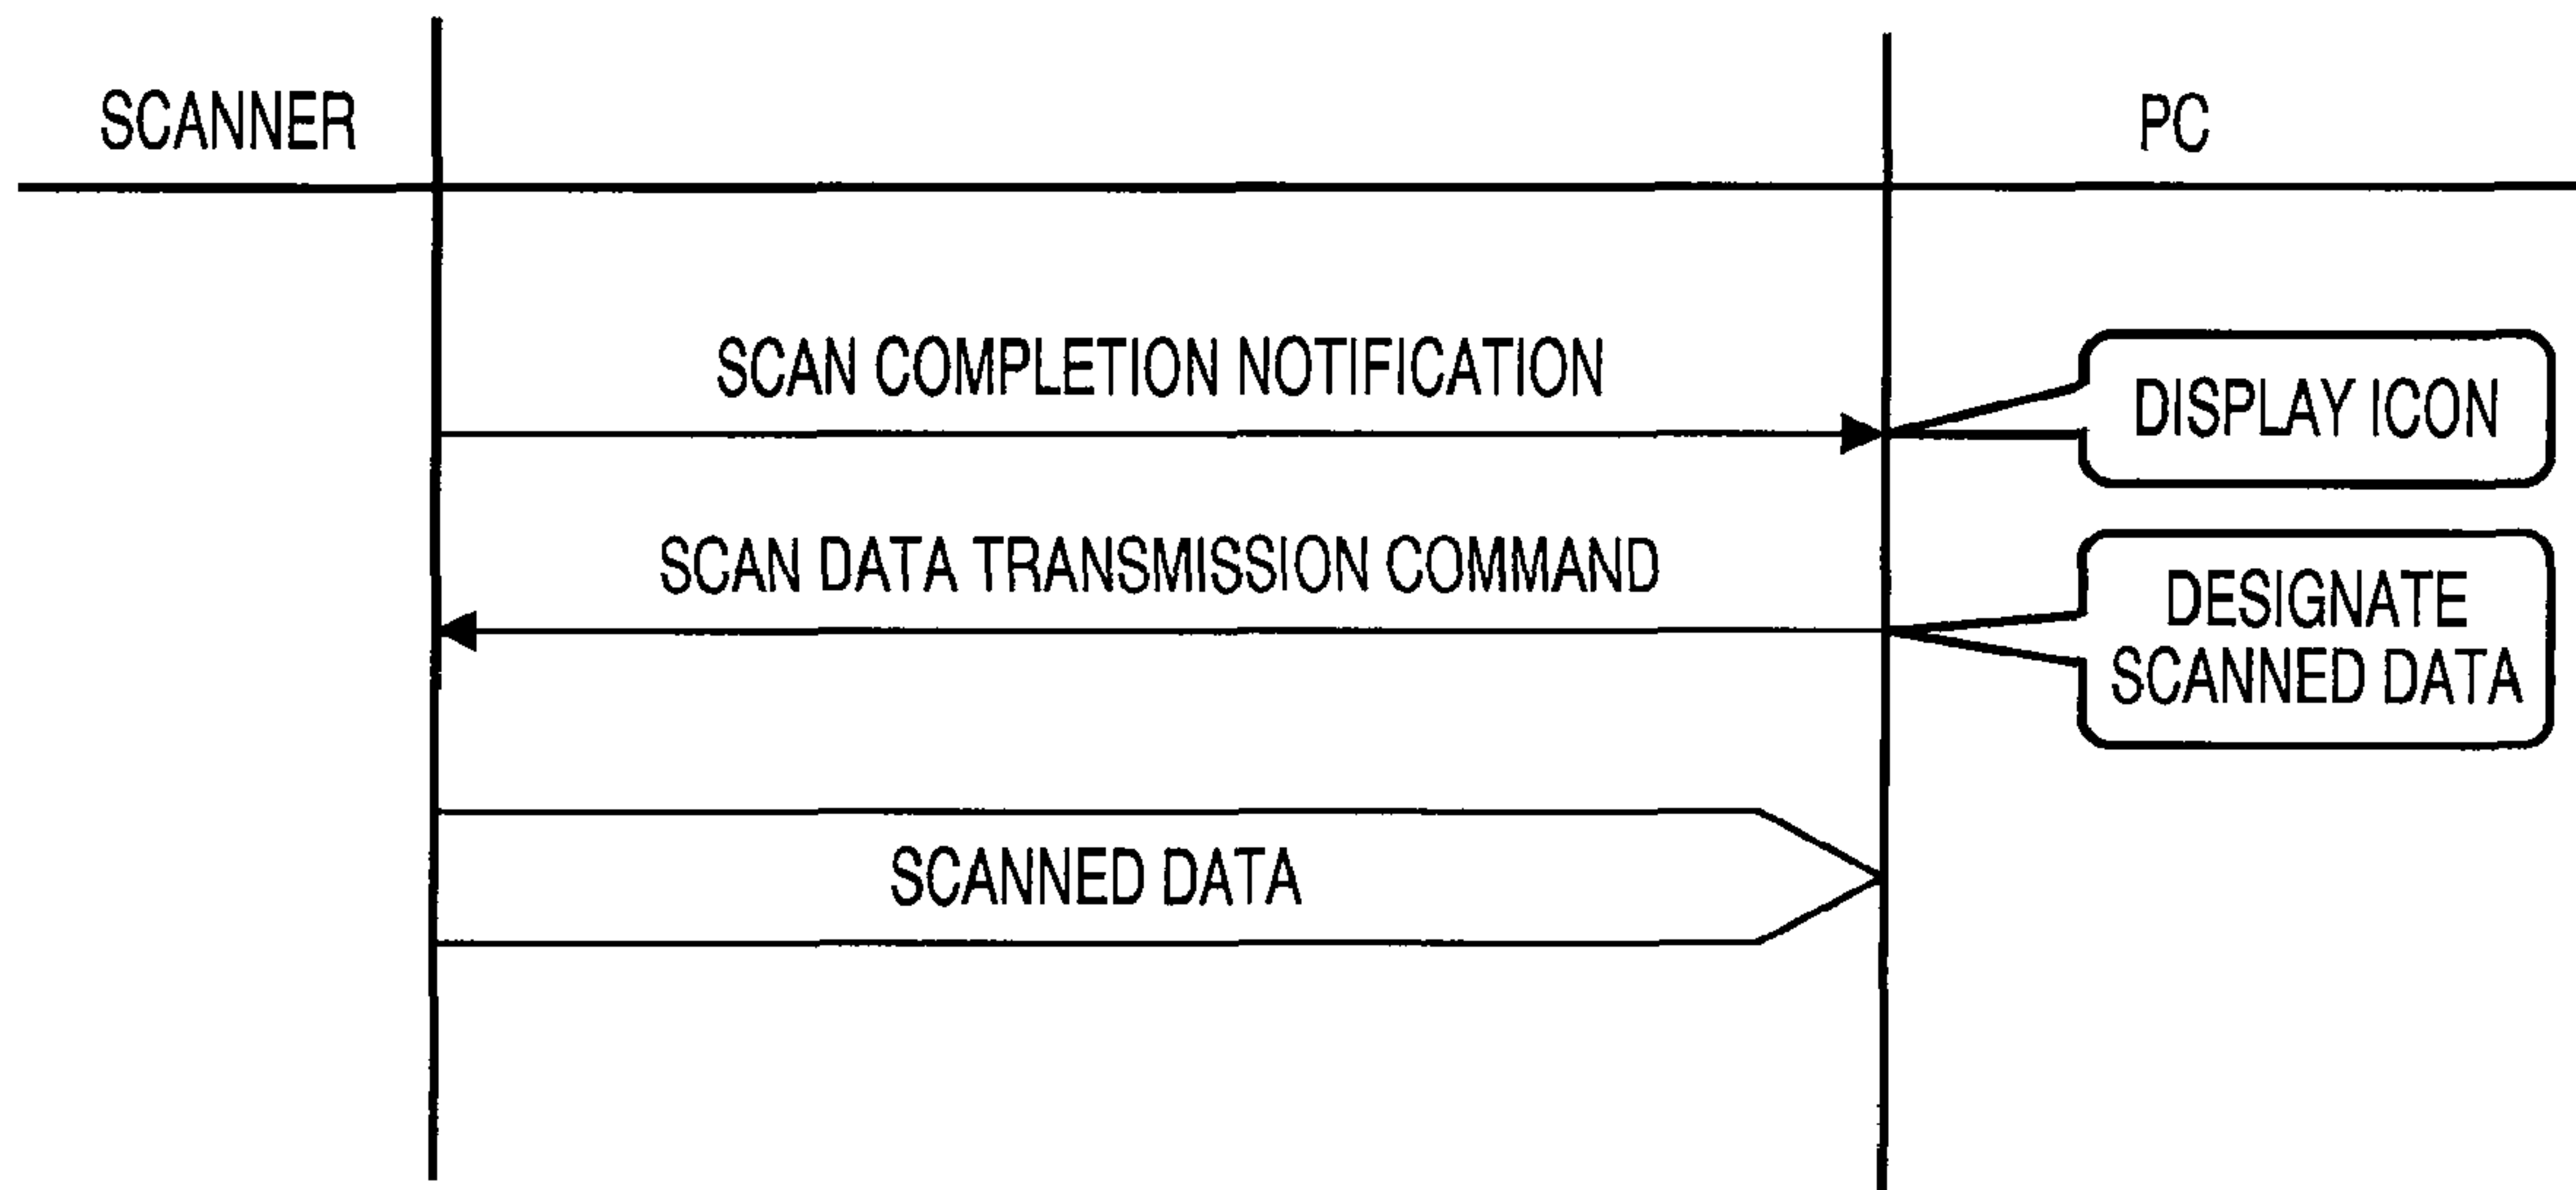 SCANNER
PC
SCAN COMPLETION NOTIFICATION
DISPLAY ICON
SCAN DATA TRANSMISSION COMMAND
DESIGNATE
SCANNED DATA
SCANNED DATA